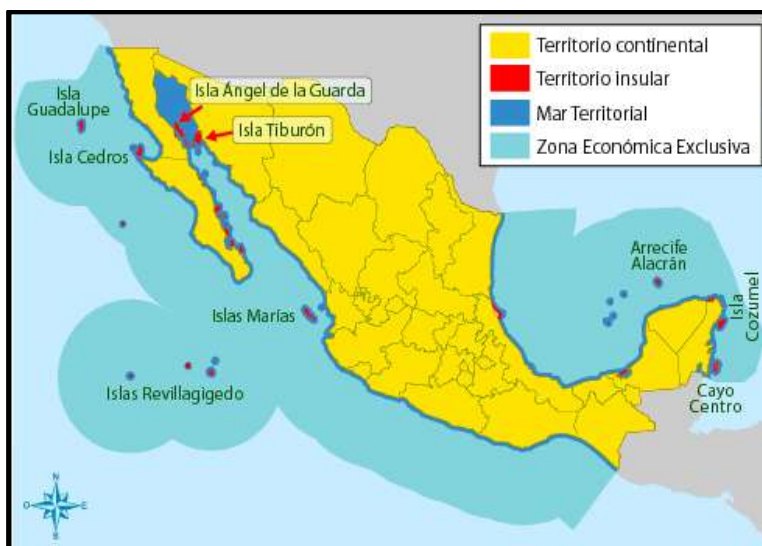 Territorio continental
Territorio insular
Mar Territorial
Zona Económica Exclusiva
Isla Ángel de la Guarda
Isla
Guadalupe
Isla Tiburón
Isla Cedros
Arrecife
Alacrán
Isla
Cozumel
Islas Marías
Islas Revillagigedo
Cayo
Centro
N
O
E
S